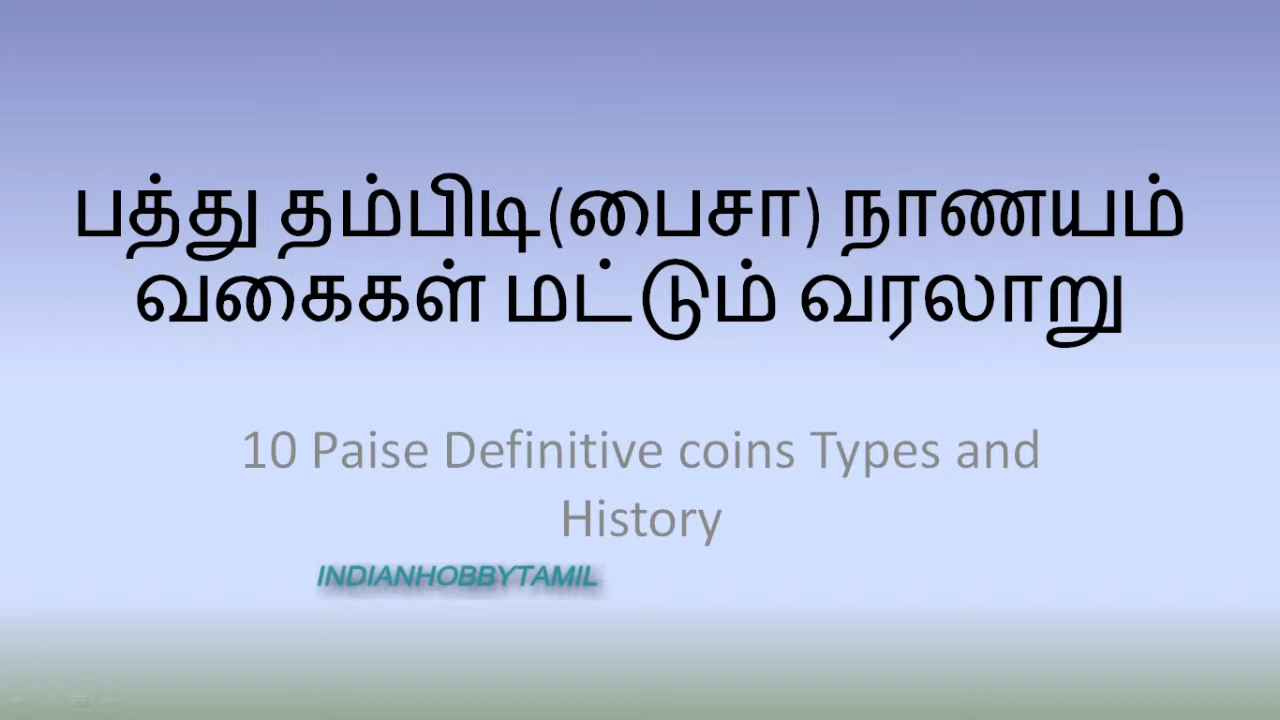 பத்து தம்பிடி(பைசா) நாணயம்
வகைகள் மட்டும் வரலாறு
10 Paise Definitive coins Types and
History
INDIANHOBBYTAMIL